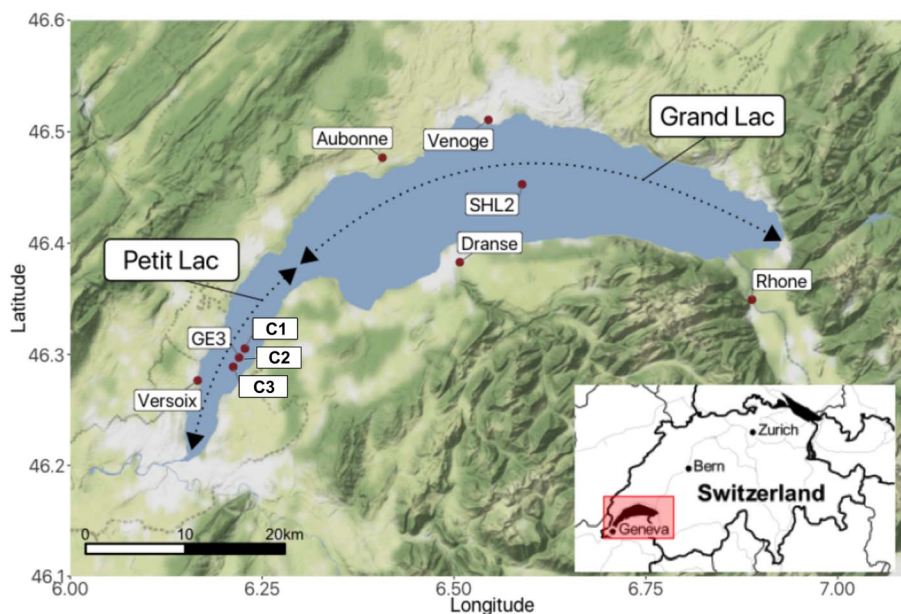 46.6
46.5
46.4
46.3
46.2
46.1
Latitude
Grand Lac
Aubonne
Venoge
SHL2
Dranse
Petit Lac
Rhone
GE3
C1
C2
C3
Versoix
Zurich
Bern
Switzerland
Geneva
0 10 20km
6.00 6.25 6.50 6.75 7.00
Longitude